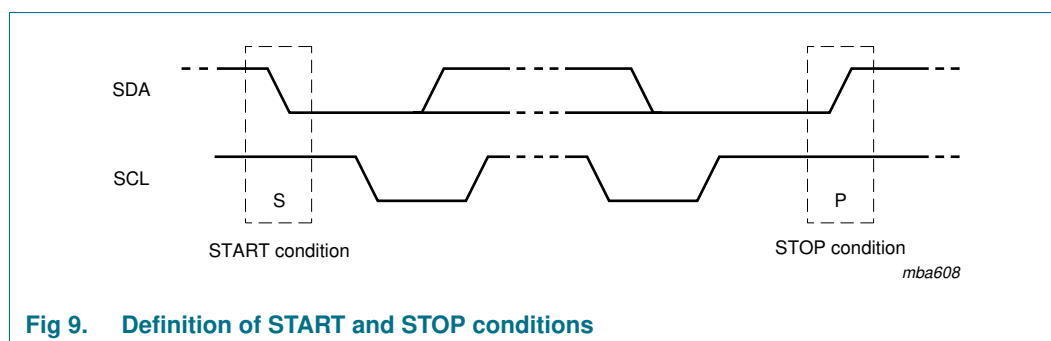 SDA
SCL
S
P
START condition
STOP condition
mba608
Fig 9. Definition of START and STOP conditions